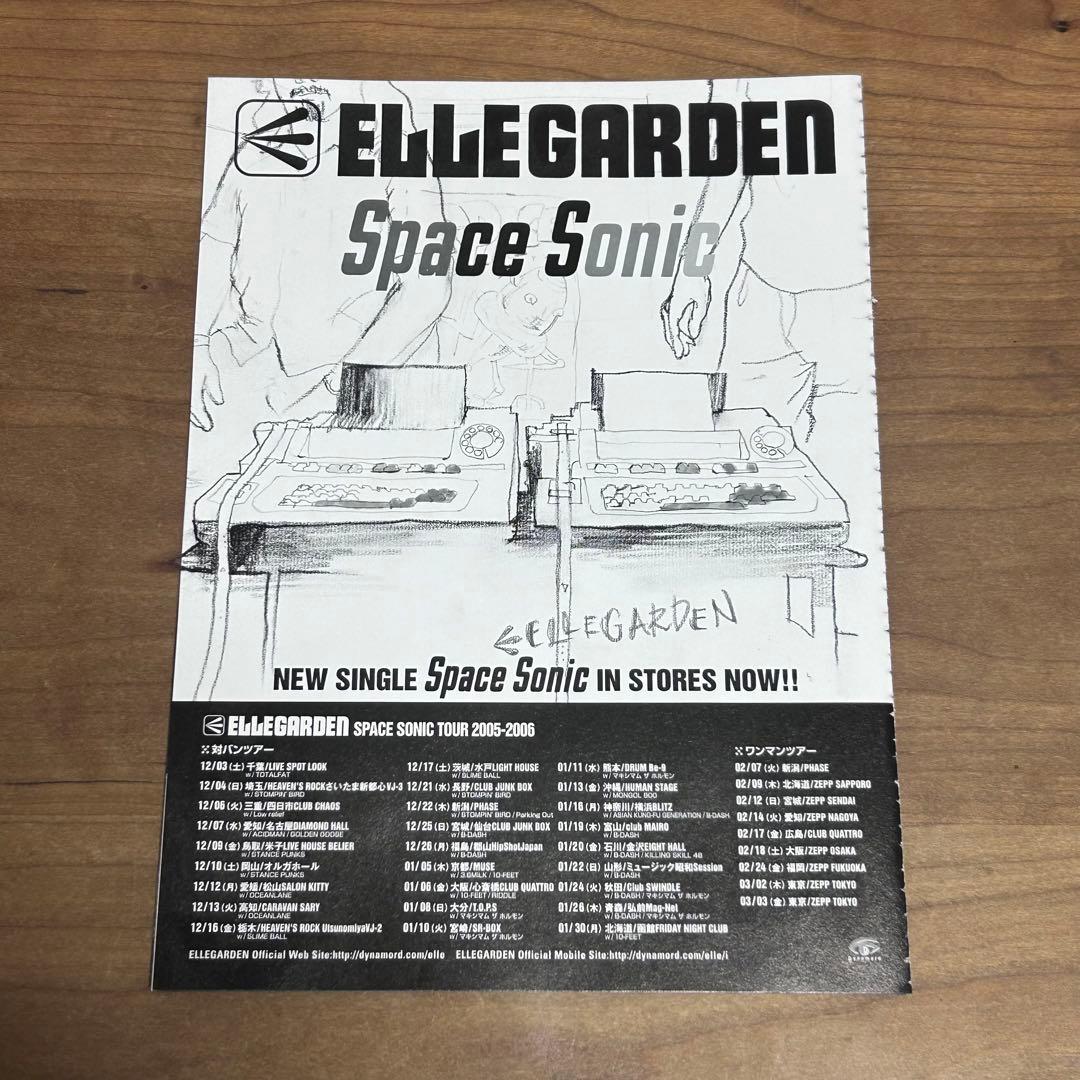 ELLEGARDEN
Space Sonic
ELLEGARDEN
NEW SINGLE Space Sonic IN STORES NOW!!
ELLEGARDEN SPACE SONIC TOUR 2005-2006
対バンツアー
12/03 (土) 千葉/LIVE SPOT LOOK
w/ TOTALFAT
12/04 (日) 埼玉/HEAVEN'S ROCKさいたま新都心VJ-3
w/ STOMPIN' BIRD
12/06 (火) 三重/四日市CLUB CHAOS
w/ Low relief
12/07 (水) 愛知/名古屋DIAMOND HALL
w/ ACIDMAN / GOLDEN GOOSE
12/09 (金) 鳥取/米子LIVE HOUSE BELIER
w/ STANCE PUNKS
12/10 (土) 岡山/オルガホール
w/ STANCE PUNKS
12/12 (月) 愛媛/松山SALON KITTY
w/ OCEANLANE
12/13 (火) 高知/CARAVAN SARY
w/ OCEANLANE
12/16 (金) 栃木/HEAVEN'S ROCK UtsunomiyaVJ-2
w/ SLIME BALL
12/17 (土) 茨城/水戸LIGHT HOUSE
w/ SLIME BALL
12/21 (水) 長野/CLUB JUNK BOX
w/ STOMPIN' BIRD
12/22 (木) 新潟/PHASE
w/ STOMPIN' BIRD / Parking Out
12/25 (日) 宮城/仙台CLUB JUNK BOX
w/ B-DASH
12/26 (月) 福島/郡山HipShotJapan
w/ B-DASH
01/05 (木) 京都/MUSE
w/ 3.6MILK / 10-FEET
01/06 (金) 大阪/心斎橋CLUB QUATTRO
w/ 10-FEET / RIDDLE
01/08 (日) 大分/T.O.P.S
w/ マキシマム ザ ホルモン
01/10 (火) 宮崎/SR-BOX
w/ マキシマム ザ ホルモン
01/11 (水) 熊本/DRUM Be-9
w/ マキシマム ザ ホルモン
01/13 (金) 沖縄/HUMAN STAGE
w/ MONGOL 800
01/16 (月) 神奈川/横浜BLITZ
w/ ASIAN KUNG-FU GENERATION / B-DASH
01/19 (木) 富山/club MAIRO
w/ B-DASH
01/20 (金) 石川/金沢EIGHT HALL
w/ B-DASH / KILLING SKILL 48
01/22 (日) 山形/ミュージック昭和Session
w/ B-DASH
01/24 (火) 秋田/Club SWINDLE
w/ B-DASH / マキシマム ザ ホルモン
01/26 (木) 青森/弘前Mag-Net
w/ B-DASH / マキシマム ザ ホルモン
01/30 (月) 北海道/函館FRIDAY NIGHT CLUB
w/ 10-FEET
ワンマンツアー
02/07 (火) 新潟/PHASE
02/09 (木) 北海道/ZEPP SAPPORO
02/12 (日) 宮城/ZEPP SENDAI
02/14 (火) 愛知/ZEPP NAGOYA
02/17 (金) 広島/CLUB QUATTRO
02/18 (土) 大阪/ZEPP OSAKA
02/24 (金) 福岡/ZEPP FUKUOKA
03/02 (木) 東京/ZEPP TOKYO
03/03 (金) 東京/ZEPP TOKYO
ELLEGARDEN Official Web Site:http://dynamord.com/elle ELLEGARDEN Official Mobile Site:http://dynamord.com/elle/i
Dynamord